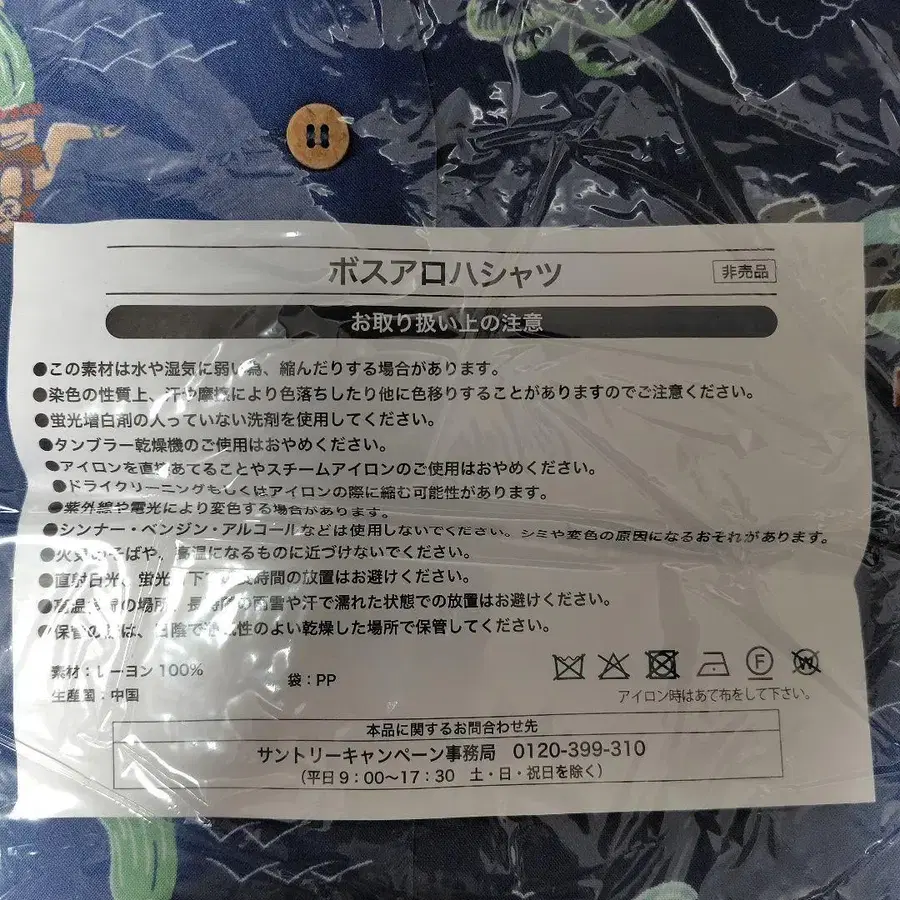 ボスアロハシャツ 非売品
お取り扱い上の注意
●この素材は水や湿気に弱い為、縮んだりする場合があります。
●染色の性質上、汗や摩擦により色落ちしたり他に色移りすることがありますのでご注意ください。
●蛍光増白剤の入っていない洗剤を使用してください。
●タンブラー乾燥機のご使用はおやめください。
●アイロンを直接あてることやスチームアイロンのご使用はおやめください。
●ドライクリーニングもしくはアイロンの際に縮む可能性があります。
●紫外線や電光により変色する場合があります。
●シンナー・ベンジン・アルコールなどは使用しないでください。シミや変色の原因になるおそれがあります。
●火気のそばや、高温になるものに近づけないでください。
●直射日光、蛍光 下での長時間の放置はお避けください。
●高温 の場所、長時間の雨雪や汗で濡れた状態での放置はお避けください。
●保管の際は、日陰で通気性のよい乾燥した場所で保管してください。
素材：レーヨン 100%
生産国：中国
袋：PP
F W
アイロン時はあて布をして下さい。
本品に関するお問合わせ先
サントリーキャンペーン事務局 0120-399-310
（平日9：00〜17：30 土・日・祝日を除く）